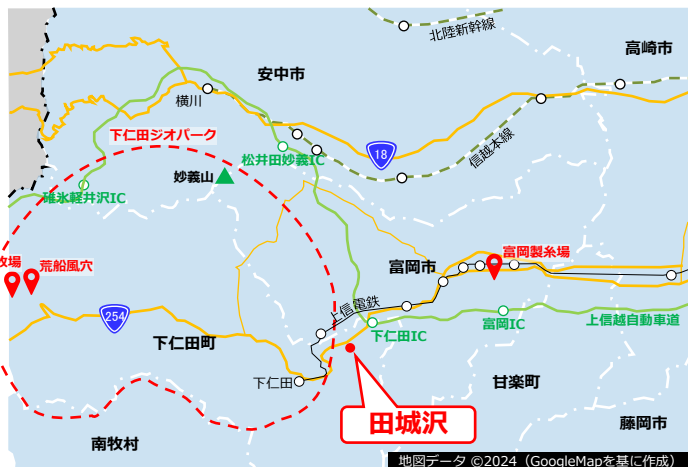 北陸新幹線
高崎市
安中市
横川
下仁田ジオパーク
18
信越本線
松井田妙義IC
妙義山
碓氷軽井沢IC
牧場
荒船風穴
富岡製糸場
富岡市
上信電鉄
254
下仁田町
下仁田IC
富岡IC
上信越自動車道
下仁田
甘楽町
田城沢
藤岡市
南牧村
地図データ ©2024（GoogleMapを基に作成）